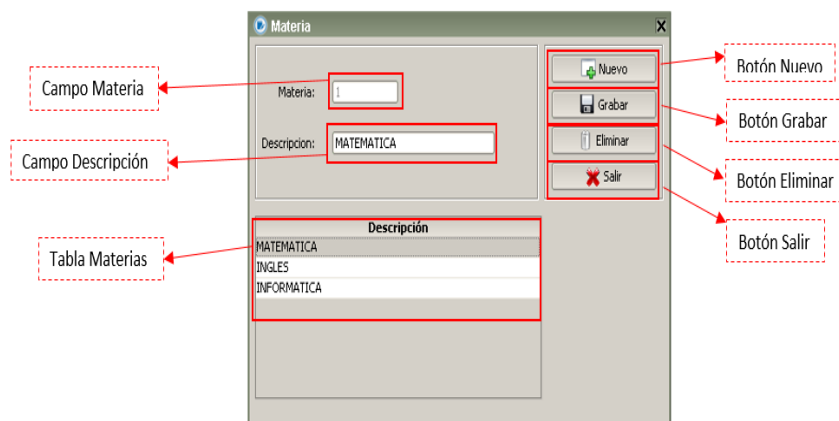 Materia
Campo Materia
Materia:
1
Campo Descripción
Descripcion:
MATEMATICA
Nuevo
Grabar
Eliminar
Salir
Botón Nuevo
Botón Grabar
Botón Eliminar
Botón Salir
Tabla Materias
Descripción
MATEMATICA
INGLES
INFORMATICA